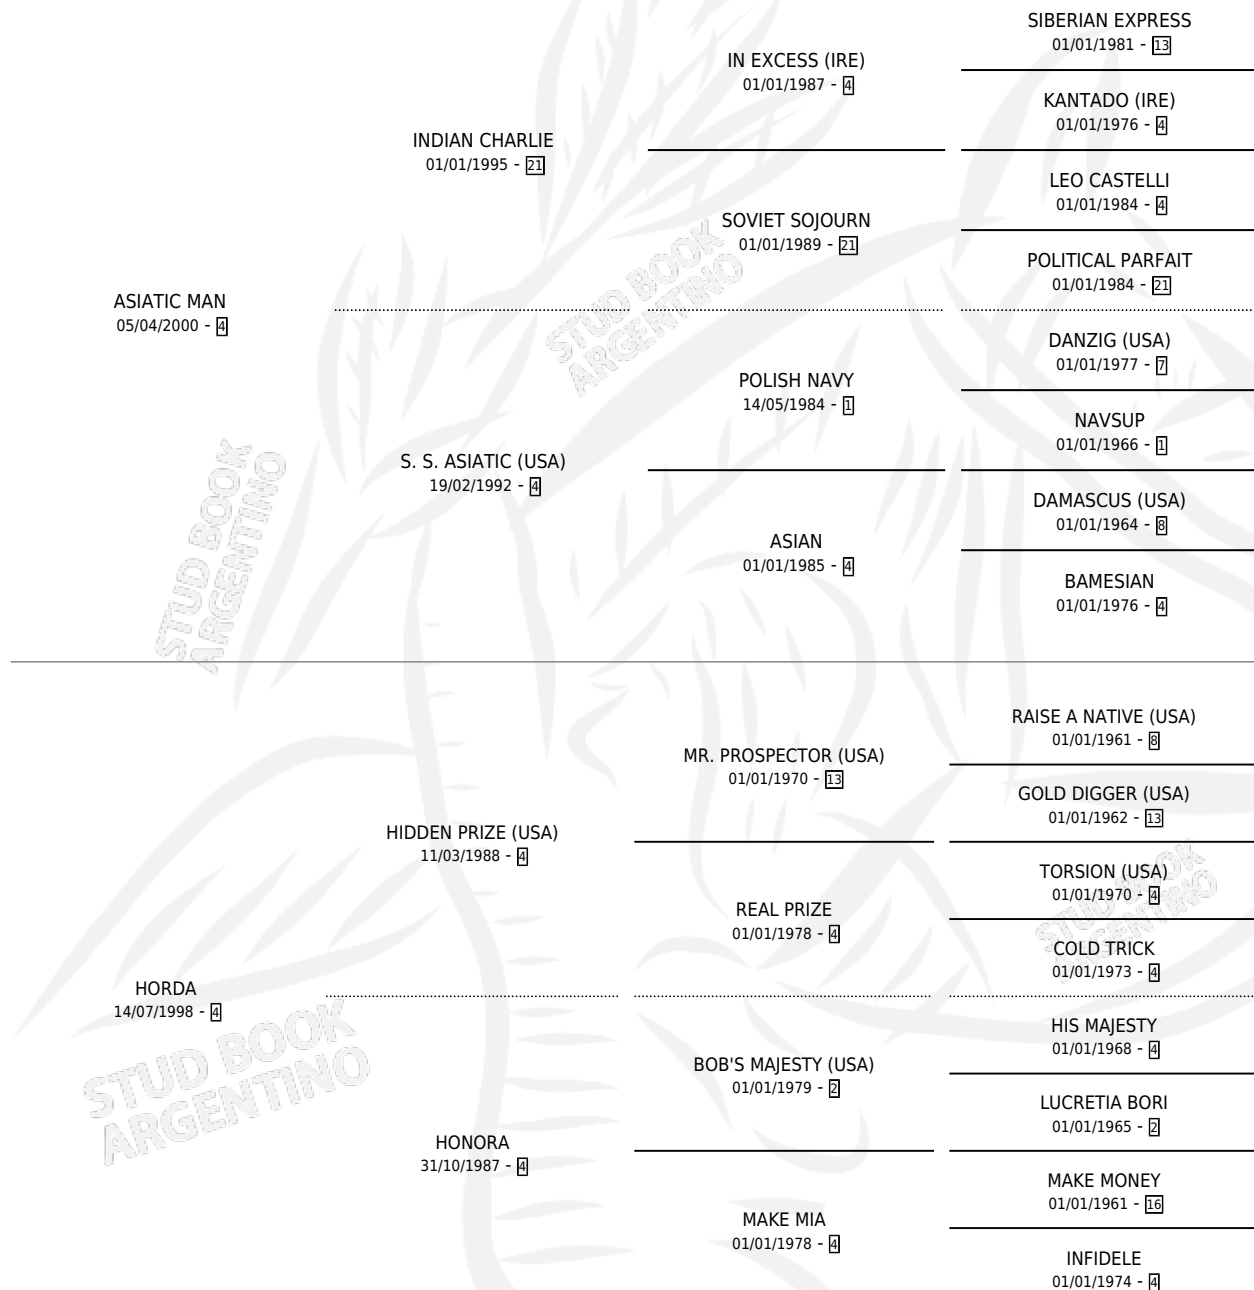 SIBERIAN EXPRESS
01/01/1981 - 13
IN EXCESS (IRE)
01/01/1987 - 4
KANTADO (IRE)
01/01/1976 - 4
INDIAN CHARLIE
01/01/1995 - 21
LEO CASTELLI
01/01/1984 - 4
SOVIET SOJOURN
01/01/1989 - 21
POLITICAL PARFAIT
01/01/1984 - 21
ASIATIC MAN
05/04/2000 - 4
DANZIG (USA)
01/01/1977 - 7
POLISH NAVY
14/05/1984 - 1
NAVSUP
01/01/1966 - 1
S. S. ASIATIC (USA)
19/02/1992 - 4
DAMASCUS (USA)
01/01/1964 - 8
ASIAN
01/01/1985 - 4
BAMESIAN
01/01/1976 - 4
STUD BOOK
ARGENTINO
STUD BOOK
ARGENTINO
RAISE A NATIVE (USA)
01/01/1961 - 8
MR. PROSPECTOR (USA)
01/01/1970 - 13
GOLD DIGGER (USA)
01/01/1962 - 13
HIDDEN PRIZE (USA)
11/03/1988 - 4
TORSION (USA)
01/01/1970 - 4
REAL PRIZE
01/01/1978 - 4
COLD TRICK
01/01/1973 - 4
HORDA
14/07/1998 - 4
HIS MAJESTY
01/01/1968 - 4
BOB'S MAJESTY (USA)
01/01/1979 - 2
LUCRETIA BORI
01/01/1965 - 2
HONORA
31/10/1987 - 4
MAKE MONEY
01/01/1961 - 16
MAKE MIA
01/01/1978 - 4
INFIDELE
01/01/1974 - 4
STUD BOOK
ARGENTINO
STUD BOOK
ARGENTINO